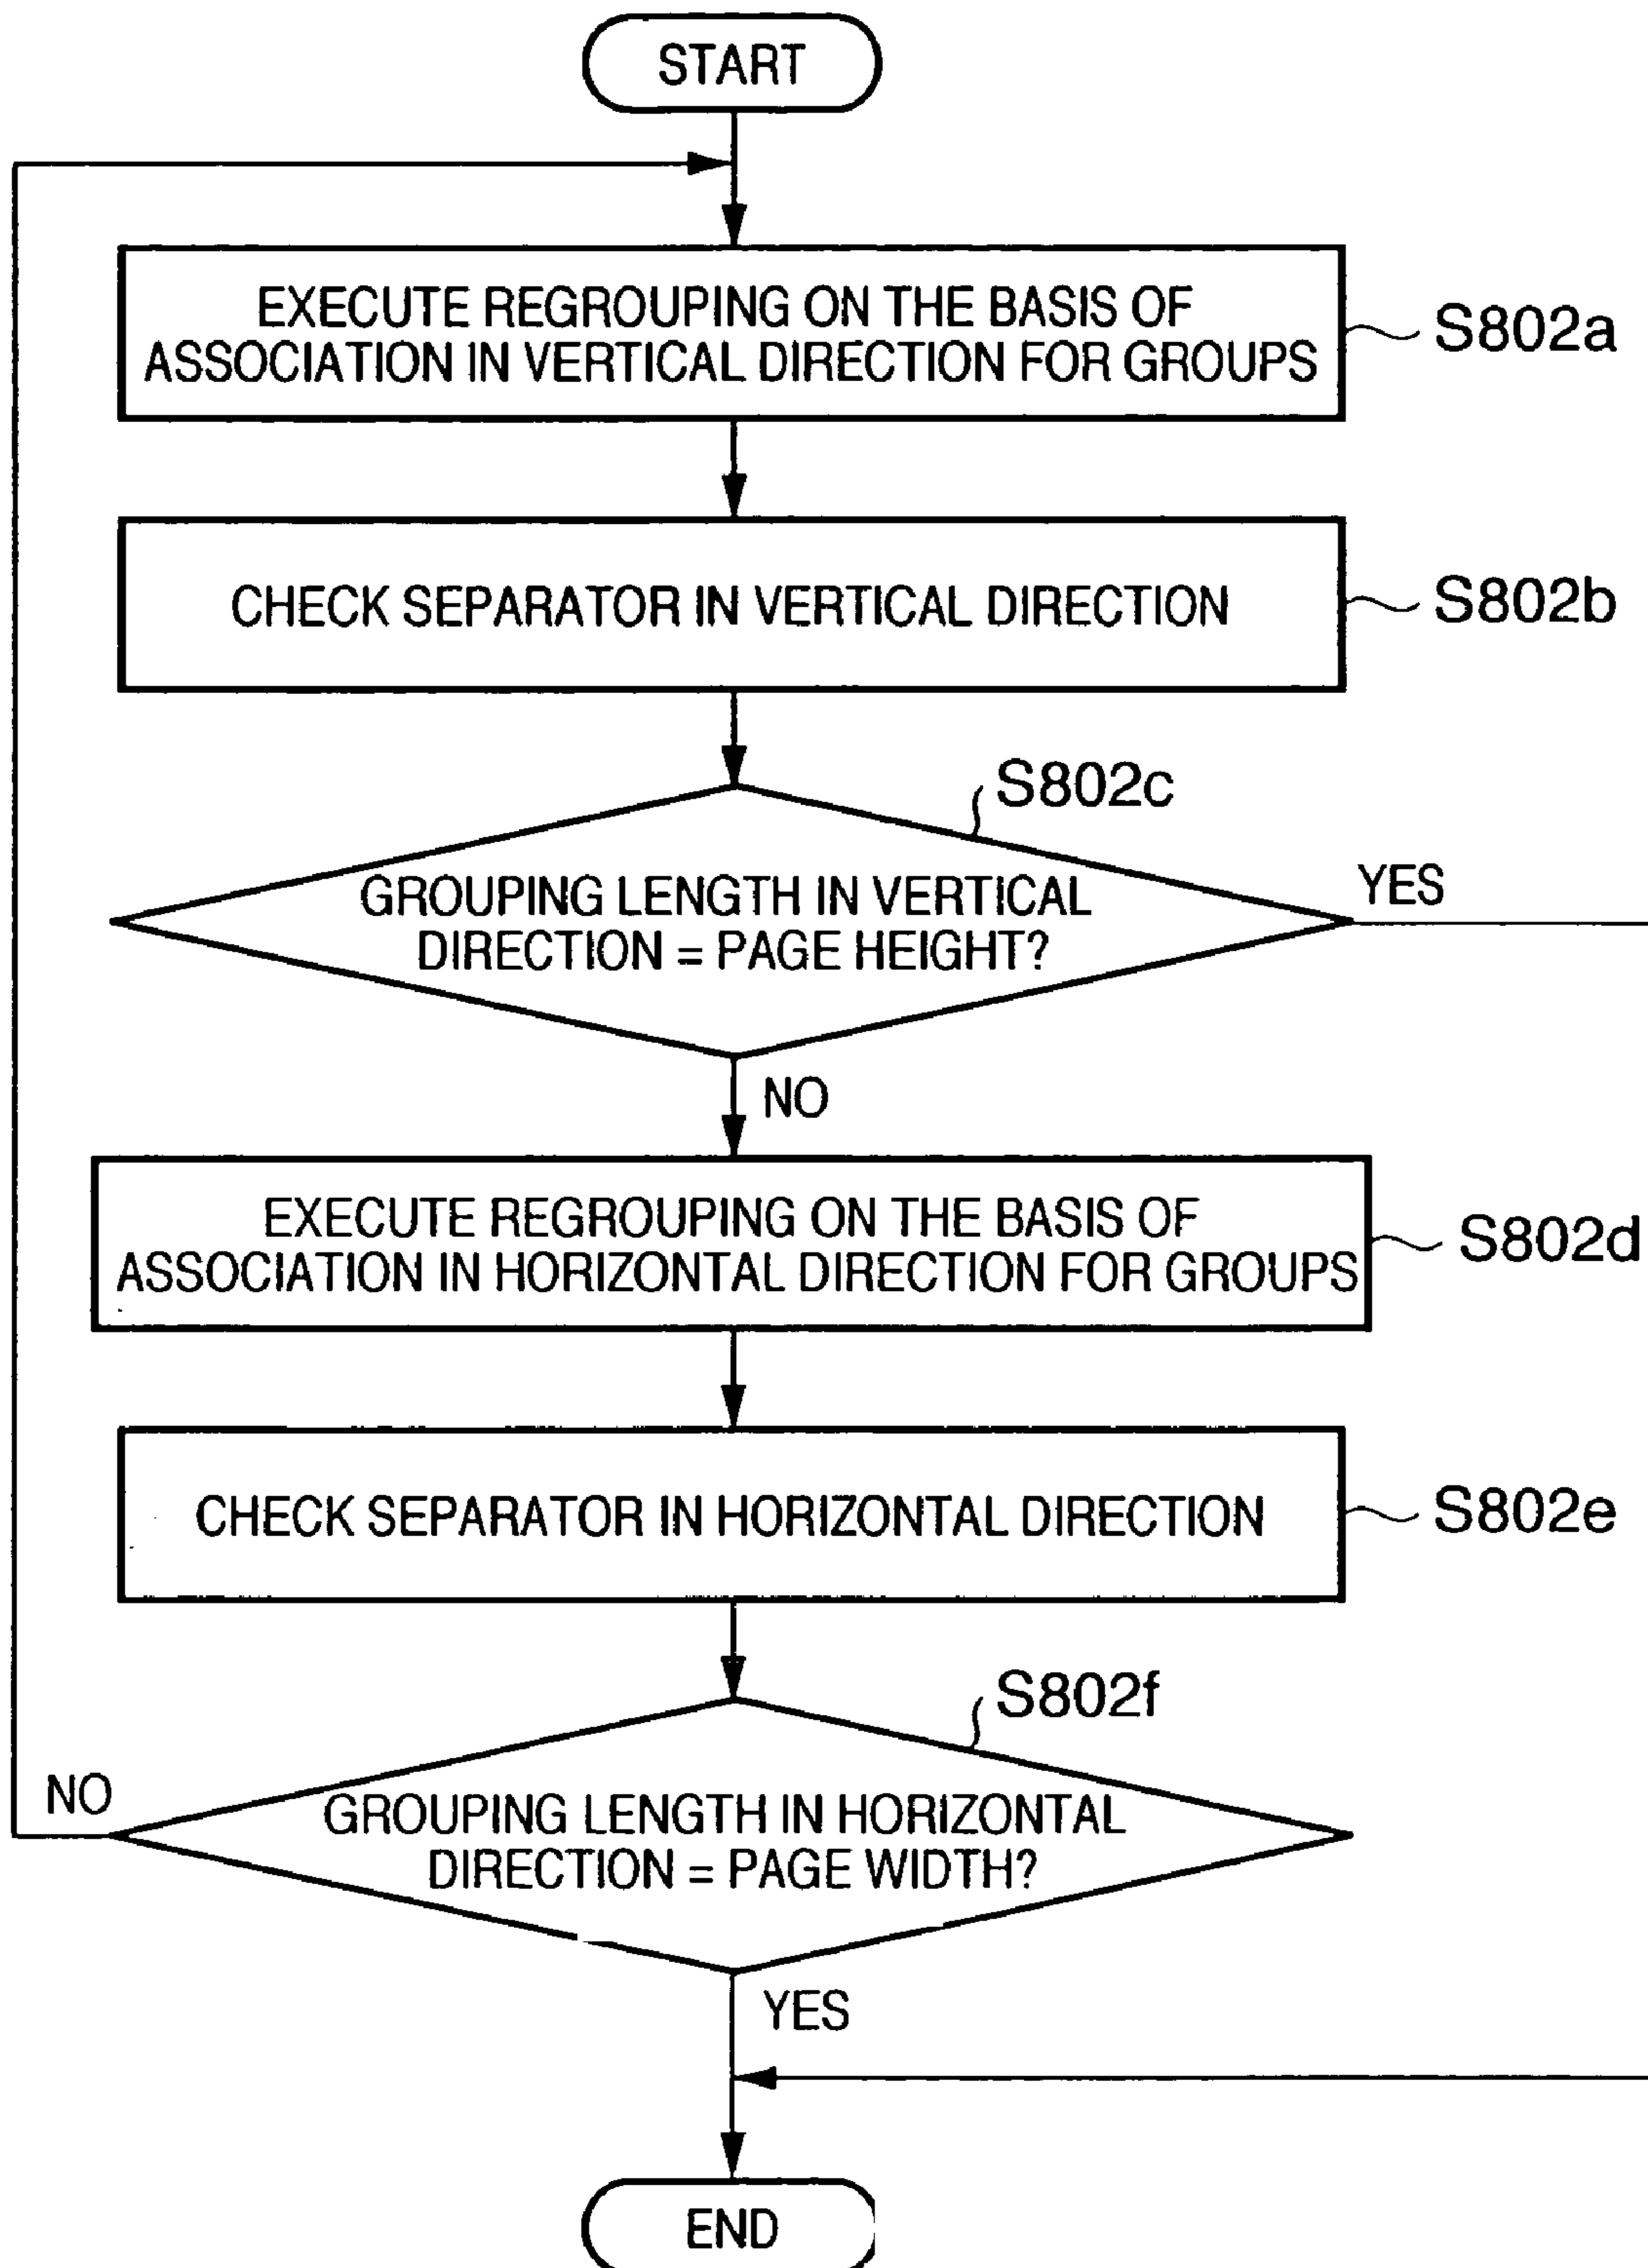 START
EXECUTE REGROUPING ON THE BASIS OF
ASSOCIATION IN VERTICAL DIRECTION FOR GROUPS
S802a
CHECK SEPARATOR IN VERTICAL DIRECTION
S802b
S802c
GROUPING LENGTH IN VERTICAL
DIRECTION = PAGE HEIGHT?
YES
NO
EXECUTE REGROUPING ON THE BASIS OF
ASSOCIATION IN HORIZONTAL DIRECTION FOR GROUPS
S802d
CHECK SEPARATOR IN HORIZONTAL DIRECTION
S802e
S802f
NO
GROUPING LENGTH IN HORIZONTAL
DIRECTION = PAGE WIDTH?
YES
END